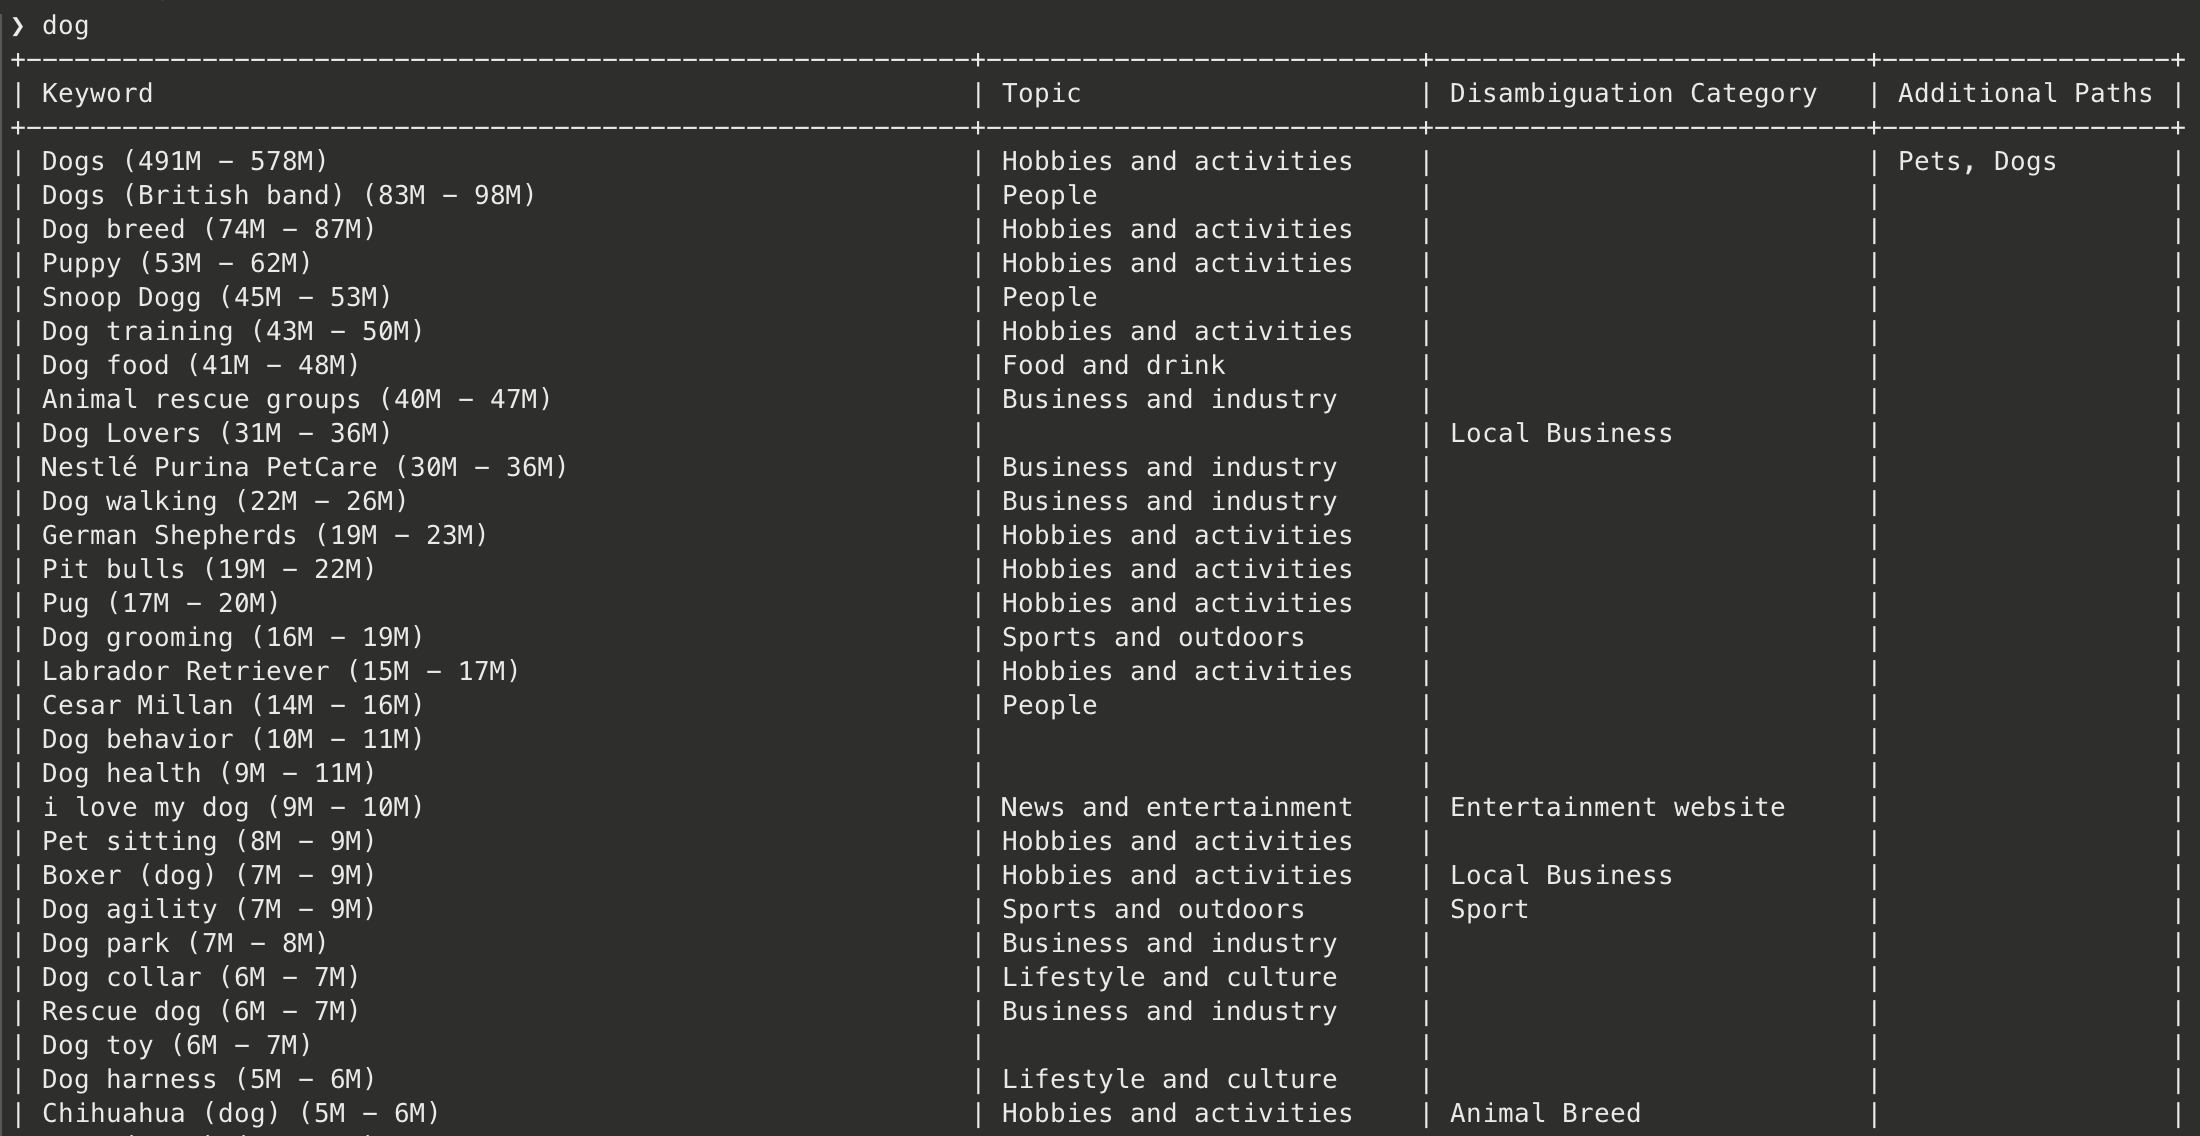 ❯ dog
+-----------------------------------------------------------+---------------------------+---------------------------+------------------+
| Keyword | Topic | Disambiguation Category | Additional Paths |
+-----------------------------------------------------------+---------------------------+---------------------------+------------------+
| Dogs (491M - 578M) | Hobbies and activities | | Pets, Dogs |
| Dogs (British band) (83M - 98M) | People | | |
| Dog breed (74M - 87M) | Hobbies and activities | | |
| Puppy (53M - 62M) | Hobbies and activities | | |
| Snoop Dogg (45M - 53M) | People | | |
| Dog training (43M - 50M) | Hobbies and activities | | |
| Dog food (41M - 48M) | Food and drink | | |
| Animal rescue groups (40M - 47M) | Business and industry | | |
| Dog Lovers (31M - 36M) | | Local Business | |
| Nestlé Purina PetCare (30M - 36M) | Business and industry | | |
| Dog walking (22M - 26M) | Business and industry | | |
| German Shepherds (19M - 23M) | Hobbies and activities | | |
| Pit bulls (19M - 22M) | Hobbies and activities | | |
| Pug (17M - 20M) | Hobbies and activities | | |
| Dog grooming (16M - 19M) | Sports and outdoors | | |
| Labrador Retriever (15M - 17M) | Hobbies and activities | | |
| Cesar Millan (14M - 16M) | People | | |
| Dog behavior (10M - 11M) | | | |
| Dog health (9M - 11M) | | | |
| i love my dog (9M - 10M) | News and entertainment | Entertainment website | |
| Pet sitting (8M - 9M) | Hobbies and activities | | |
| Boxer (dog) (7M - 9M) | Hobbies and activities | Local Business | |
| Dog agility (7M - 9M) | Sports and outdoors | Sport | |
| Dog park (7M - 8M) | Business and industry | | |
| Dog collar (6M - 7M) | Lifestyle and culture | | |
| Rescue dog (6M - 7M) | Business and industry | | |
| Dog toy (6M - 7M) | | | |
| Dog harness (5M - 6M) | Lifestyle and culture | | |
| Chihuahua (dog) (5M - 6M) | Hobbies and activities | Animal Breed | |